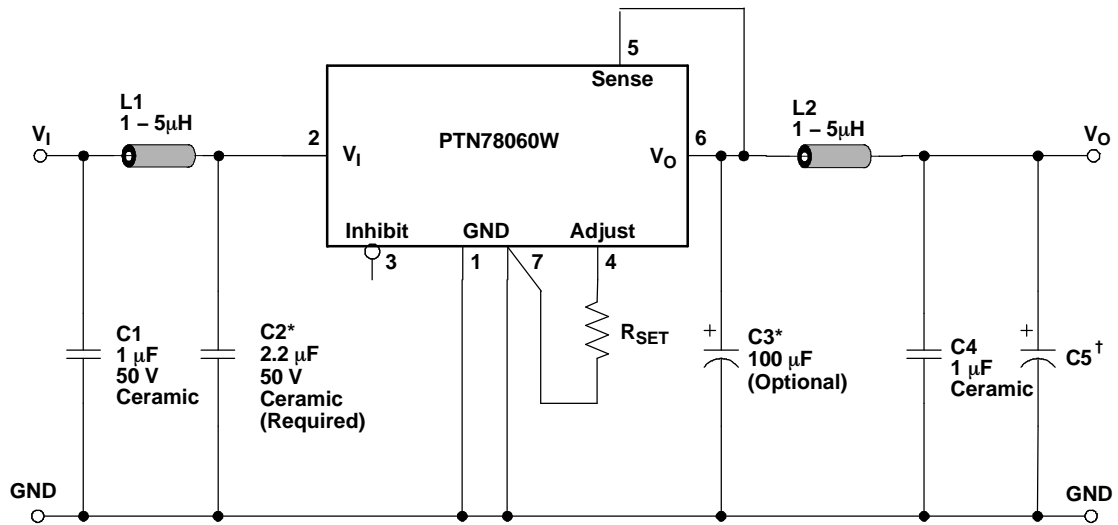 5
Sense
L1
1 – 5μH
V_I
2
V_I
PTN78060W
V_O
6
L2
1 – 5μH
V_O
Inhibit
GND
Adjust
3
1
7
4
C1
1 μF
50 V
Ceramic
C2*
2.2 μF
50 V
Ceramic
(Required)
R_SET
+
C3*
100 μF
(Optional)
C4
1 μF
Ceramic
+
C5†
GND
GND